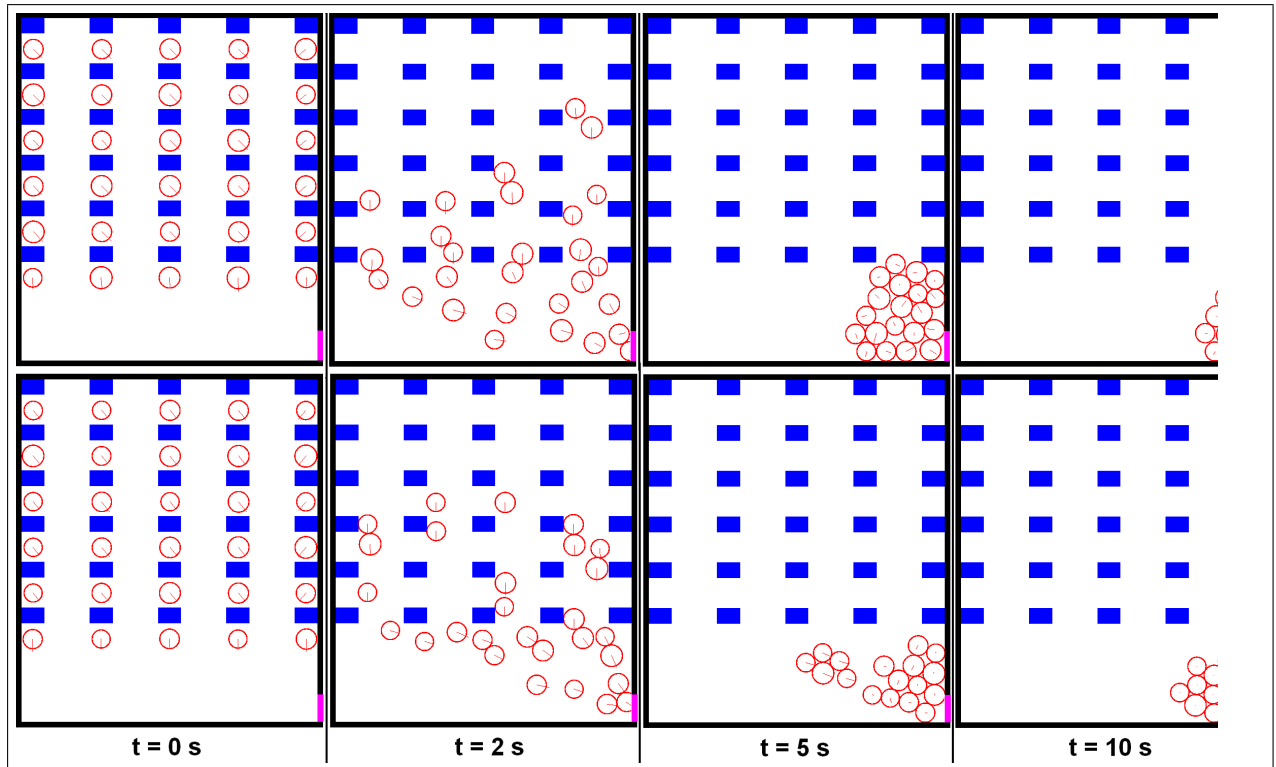 t = 0 s
t = 2 s
t = 5 s
t = 10 s